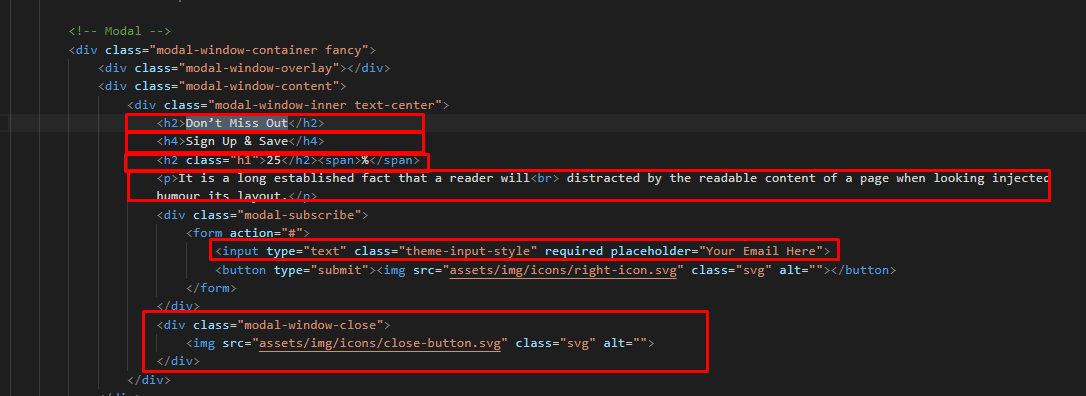 <!-- Modal -->
<div class="modal-window-container fancy">
<div class="modal-window-overlay"></div>
<div class="modal-window-content">
<div class="modal-window-inner text-center">
<h2>Don’t Miss Out</h2>
<h4>Sign Up & Save</h4>
<h2 class="h1">25</h2><span>%</span>
<p>It is a long established fact that a reader will<br> distracted by the readable content of a page when looking injected
humour its layout.</p>
<div class="modal-subscribe">
<form action="#">
<input type="text" class="theme-input-style" required placeholder="Your Email Here">
<button type="submit"><img src="assets/img/icons/right-icon.svg" class="svg" alt=""></button>
</form>
</div>
<div class="modal-window-close">
<img src="assets/img/icons/close-button.svg" class="svg" alt="">
</div>
</div>